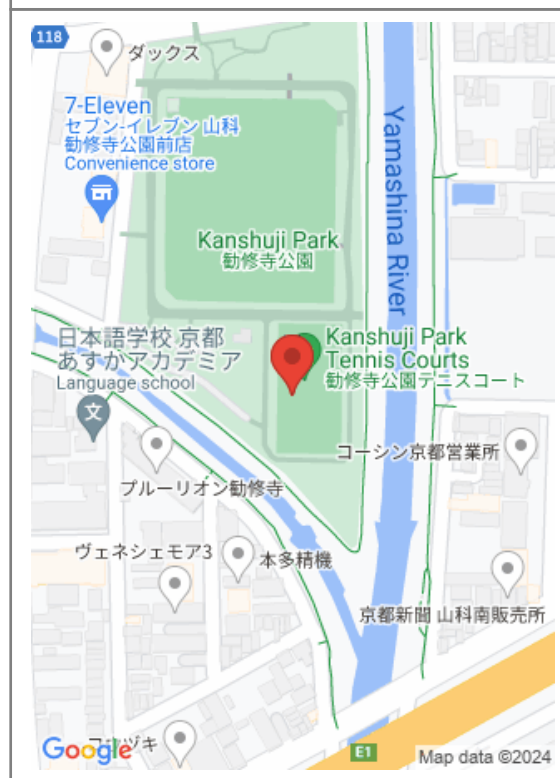 118
ダックス
7-Eleven
セブン-イレブン 山科
勧修寺公園前店
Convenience store
Yamashina River
Kanshuji Park
勧修寺公園
日本語学校 京都
あすかアカデミア
Language school
Kanshuji Park
Tennis Courts
勧修寺公園テニスコート
コーシン京都営業所
プルーリオン勧修寺
ヴェネシェモア3
本多精機
京都新聞 山科南販売所
Google
E1
Map data ©2024